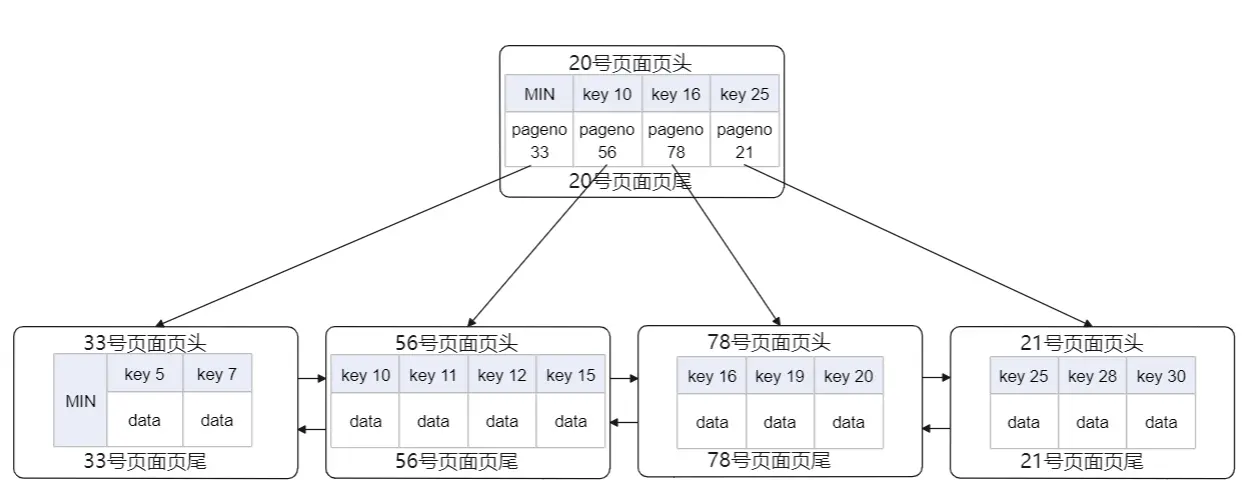 20号页面页头
MIN key 10 key 16 key 25
pageno pageno pageno pageno
33 56 78 21
20号页面页尾
33号页面页头 56号页面页头 78号页面页头 21号页面页头
MIN key 5 key 7 key 10 key 11 key 12 key 15 key 16 key 19 key 20 key 25 key 28 key 30
data data data data data data data data data data data data
33号页面页尾 56号页面页尾 78号页面页尾 21号页面页尾